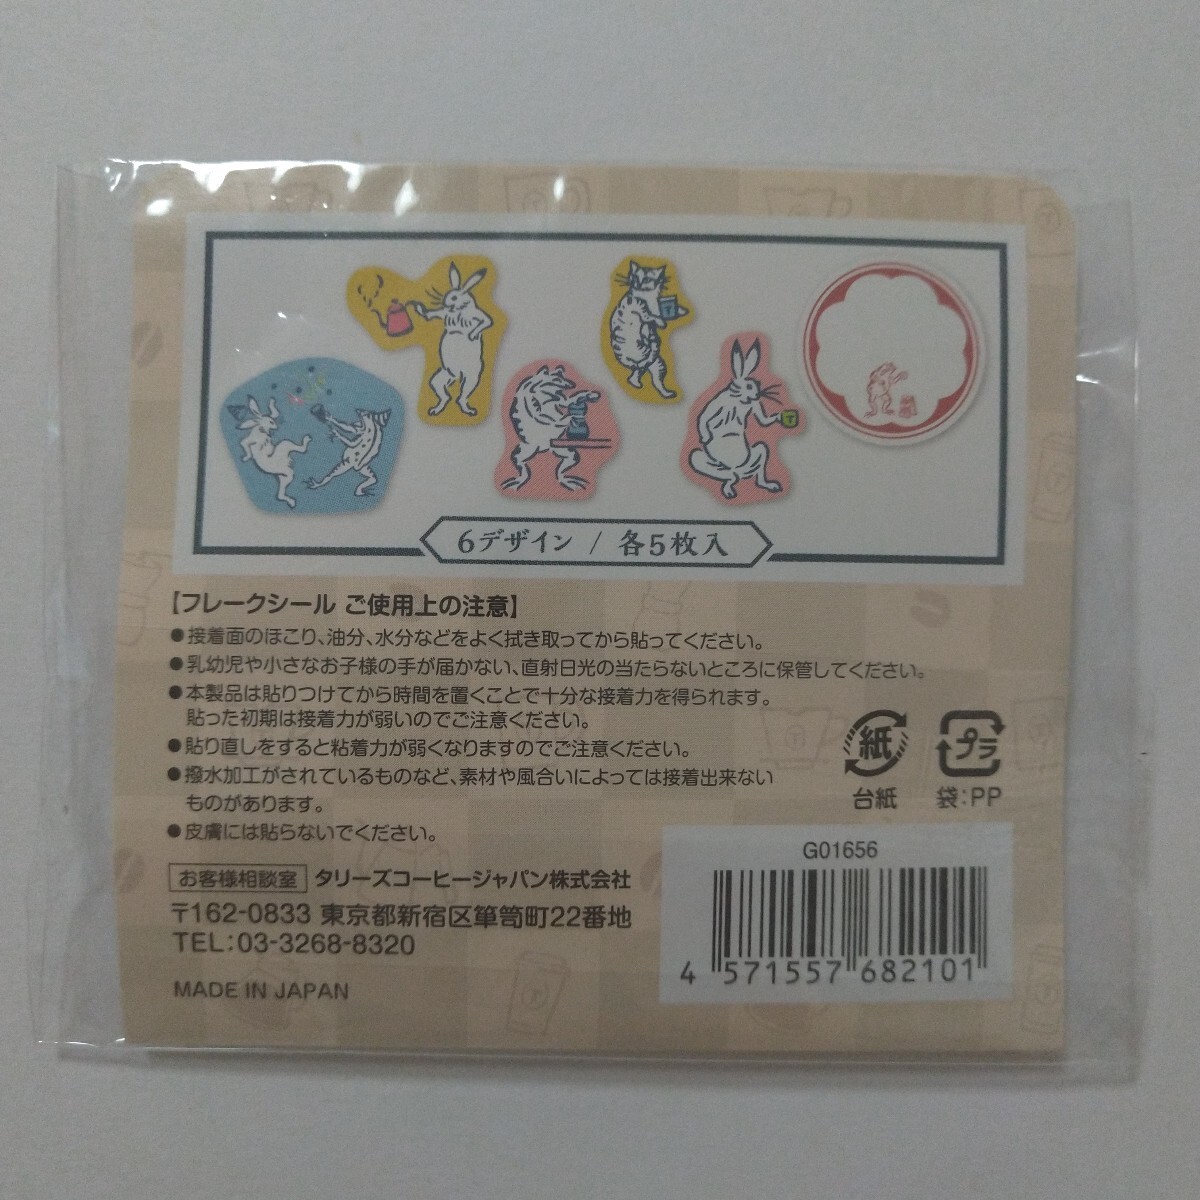 6デザイン / 各5枚入
【フレークシール ご使用上の注意】
●接着面のほこり、油分、水分などをよく拭き取ってから貼ってください。
●乳幼児や小さなお子様の手が届かない、直射日光の当たらないところに保管してください。
●本製品は貼りつけてから時間を置くことで十分な接着力を得られます。
貼った初期は接着力が弱いのでご注意ください。
●貼り直しをすると粘着力が弱くなりますのでご注意ください。
●撥水加工がされているものなど、素材や風合いによっては接着出来ない
ものがあります。
●皮膚には貼らないでください。
紙
台紙
プラ
袋:PP
お客様相談室 タリーズコーヒージャパン株式会社
〒162-0833 東京都新宿区箪笥町22番地
TEL:03-3268-8320
MADE IN JAPAN
G01656
4 571557 682101